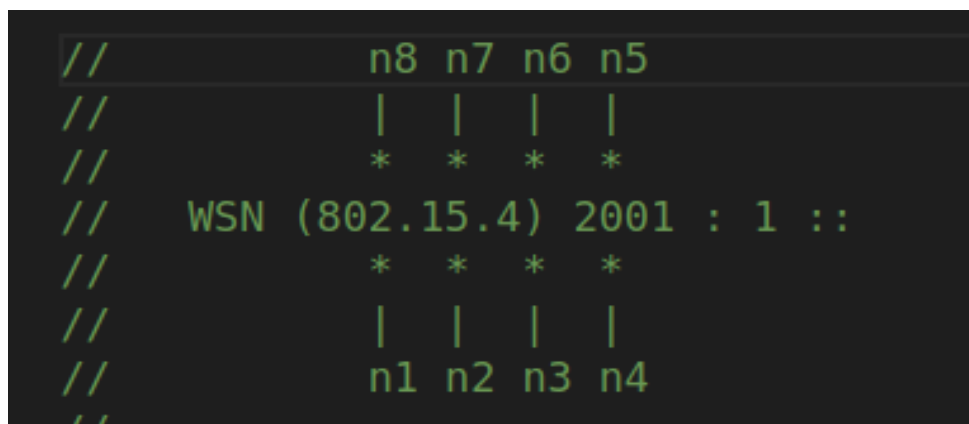 //          n8 n7 n6 n5
//          |  |  |  |
//          *  *  *  *
//   WSN (802.15.4) 2001 : 1 ::
//          *  *  *  *
//          |  |  |  |
//          n1 n2 n3 n4
//